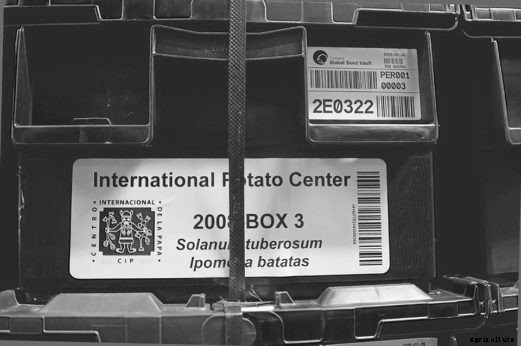 Global Seed Vault
PER001
00003
2E0322
International Potato Center
INTERNACIONAL
CENTRO
DE LA PAPA
CIP
2008 BOX 3
Solanum tuberosum
Ipomoea batatas
Agriculture